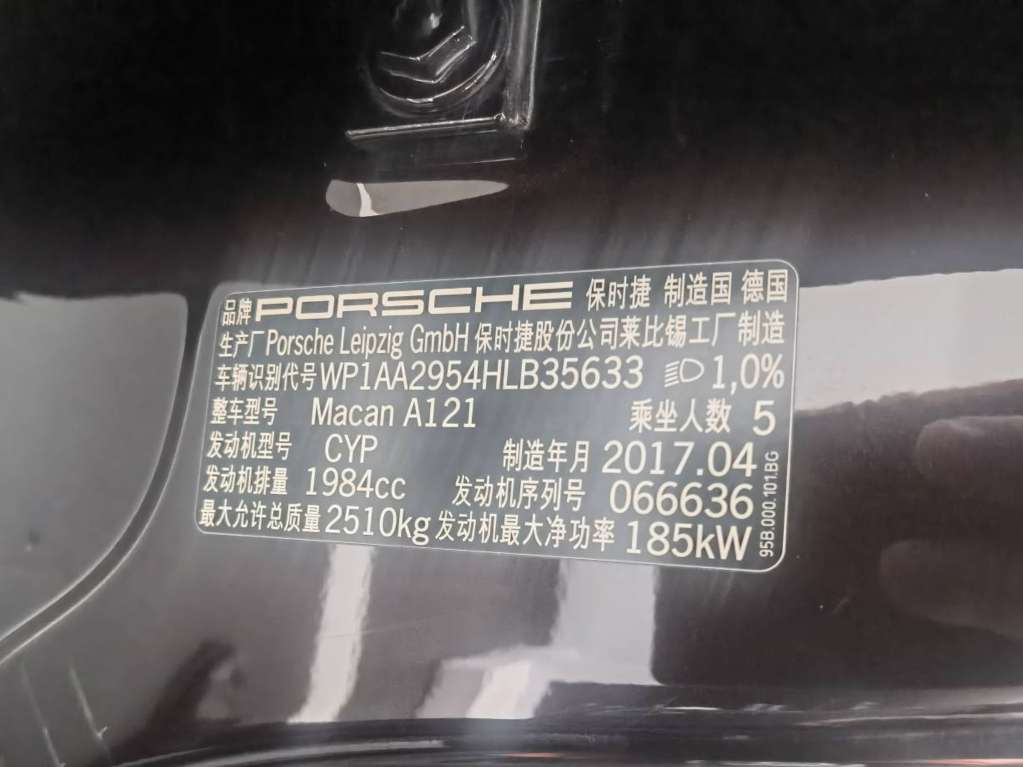 品牌 PORSCHE 保时捷 制造国 德国
生产厂 Porsche Leipzig GmbH 保时捷股份公司莱比锡工厂制造
车辆识别代号 WP1AA2954HLB35633 1,0%
整车型号 Macan A121 乘坐人数 5
发动机型号 CYP 制造年月 2017.04
发动机排量 1984cc 发动机序列号 066636
最大允许总质量 2510kg 发动机最大净功率 185kW
95B.000.101.BG